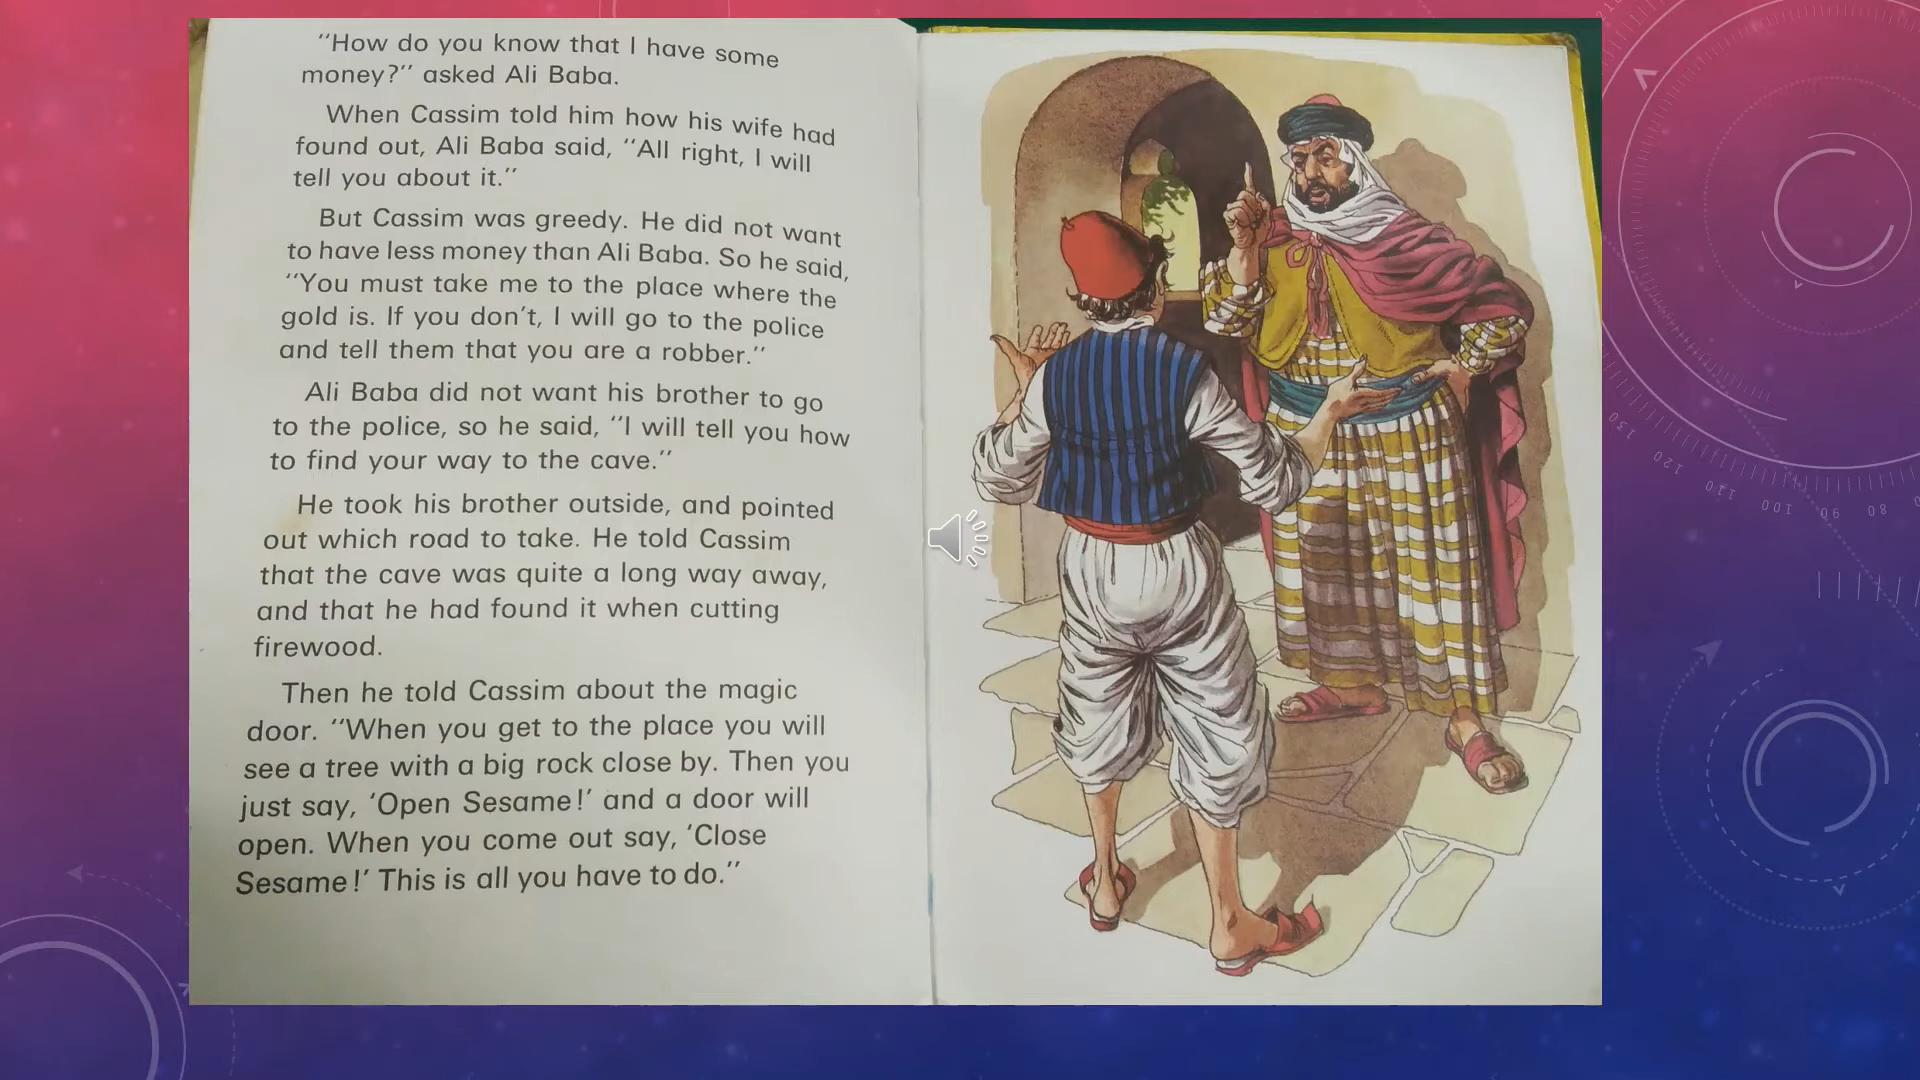 "How do you know that I have some
money?" asked Ali Baba.
When Cassim told him how his wife had
found out, Ali Baba said, "All right, I will
tell you about it."
But Cassim was greedy. He did not want
to have less money than Ali Baba. So he said,
"You must take me to the place where the
gold is. If you don't, I will go to the police
and tell them that you are a robber."
Ali Baba did not want his brother to go
to the police, so he said, "I will tell you how
to find your way to the cave."
He took his brother outside, and pointed
out which road to take. He told Cassim
that the cave was quite a long way away,
and that he had found it when cutting
firewood.
Then he told Cassim about the magic
door. "When you get to the place you will
see a tree with a big rock close by. Then you
just say, 'Open Sesame!' and a door will
open. When you come out say, 'Close
Sesame!' This is all you have to do."
130
120
110
100
90
80